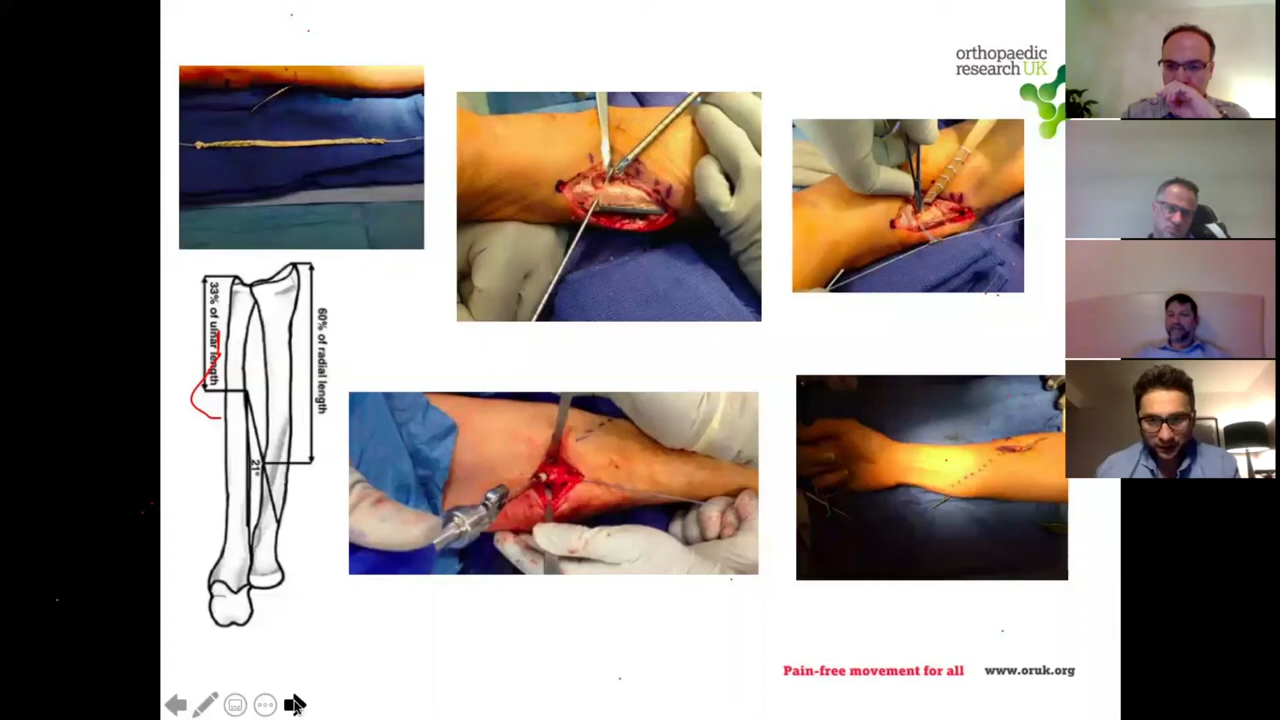 orthopaedic
research UK
33% of ulnar length
60% of radial length
21°
Pain-free movement for all
www.oruk.org